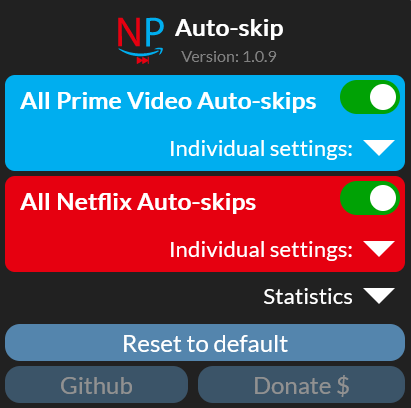 NP
Auto-skip
Version: 1.0.9
All Prime Video Auto-skips
Individual settings:
All Netflix Auto-skips
Individual settings:
Statistics
Reset to default
Github
Donate $